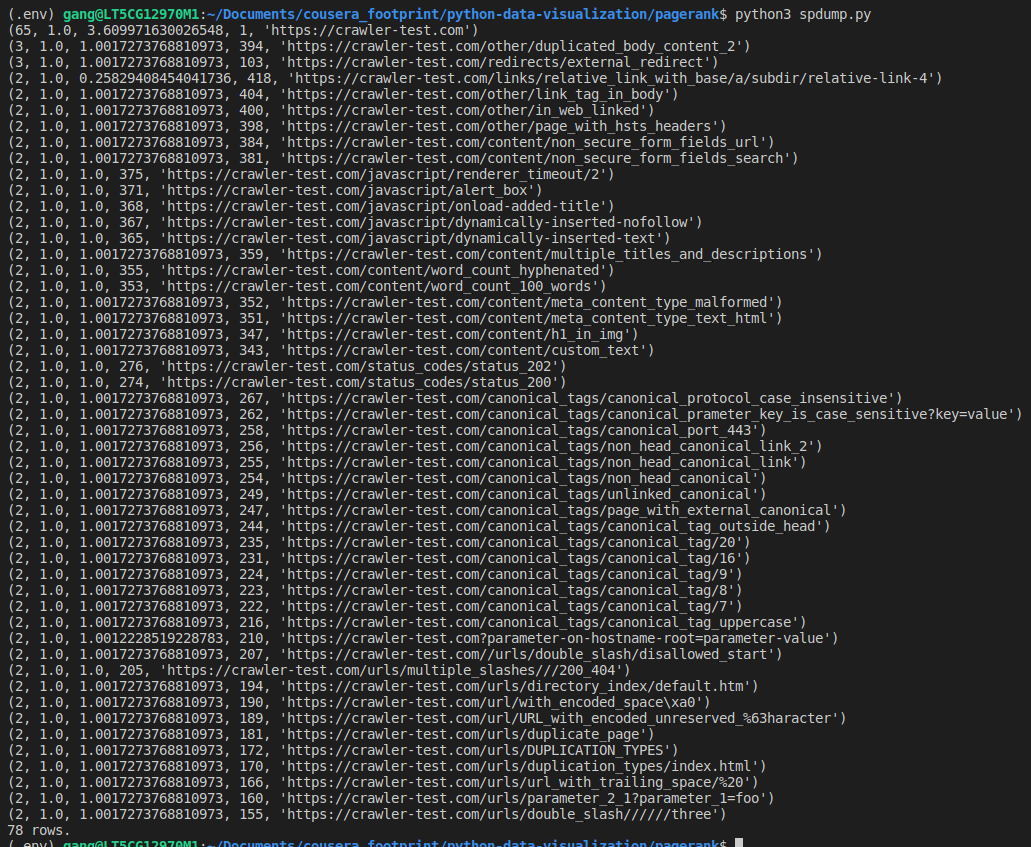 (.env) gang@LT5CG12970M1:~/Documents/cousera_footprint/python-data-visualization/pagerank$ python3 spdump.py
(65, 1.0, 3.609971630026548, 1, 'https://crawler-test.com')
(3, 1.0, 1.0017273768810973, 394, 'https://crawler-test.com/other/duplicated_body_content_2')
(3, 1.0, 1.0017273768810973, 103, 'https://crawler-test.com/redirects/external_redirect')
(2, 1.0, 0.25829408454041736, 418, 'https://crawler-test.com/links/relative_link_with_base/a/subdir/relative-link-4')
(2, 1.0, 1.0017273768810973, 404, 'https://crawler-test.com/other/link_tag_in_body')
(2, 1.0, 1.0017273768810973, 400, 'https://crawler-test.com/other/in_web_linked')
(2, 1.0, 1.0017273768810973, 398, 'https://crawler-test.com/other/page_with_hsts_headers')
(2, 1.0, 1.0017273768810973, 384, 'https://crawler-test.com/content/non_secure_form_fields_url')
(2, 1.0, 1.0017273768810973, 381, 'https://crawler-test.com/content/non_secure_form_fields_search')
(2, 1.0, 1.0, 375, 'https://crawler-test.com/javascript/renderer_timeout/2')
(2, 1.0, 1.0, 371, 'https://crawler-test.com/javascript/alert_box')
(2, 1.0, 1.0, 368, 'https://crawler-test.com/javascript/onload-added-title')
(2, 1.0, 1.0, 367, 'https://crawler-test.com/javascript/dynamically-inserted-nofollow')
(2, 1.0, 1.0, 365, 'https://crawler-test.com/javascript/dynamically-inserted-text')
(2, 1.0, 1.0017273768810973, 359, 'https://crawler-test.com/content/multiple_titles_and_descriptions')
(2, 1.0, 1.0, 355, 'https://crawler-test.com/content/word_count_hyphenated')
(2, 1.0, 1.0, 353, 'https://crawler-test.com/content/word_count_100_words')
(2, 1.0, 1.0017273768810973, 352, 'https://crawler-test.com/content/meta_content_type_malformed')
(2, 1.0, 1.0017273768810973, 351, 'https://crawler-test.com/content/meta_content_type_text_html')
(2, 1.0, 1.0017273768810973, 347, 'https://crawler-test.com/content/h1_in_img')
(2, 1.0, 1.0017273768810973, 343, 'https://crawler-test.com/content/custom_text')
(2, 1.0, 1.0, 276, 'https://crawler-test.com/status_codes/status_202')
(2, 1.0, 1.0, 274, 'https://crawler-test.com/status_codes/status_200')
(2, 1.0, 1.0017273768810973, 267, 'https://crawler-test.com/canonical_tags/canonical_protocol_case_insensitive')
(2, 1.0, 1.0017273768810973, 262, 'https://crawler-test.com/canonical_tags/canonical_prameter_key_is_case_sensitive?key=value')
(2, 1.0, 1.0017273768810973, 258, 'https://crawler-test.com/canonical_tags/canonical_port_443')
(2, 1.0, 1.0017273768810973, 256, 'https://crawler-test.com/canonical_tags/non_head_canonical_link_2')
(2, 1.0, 1.0017273768810973, 255, 'https://crawler-test.com/canonical_tags/non_head_canonical_link')
(2, 1.0, 1.0017273768810973, 254, 'https://crawler-test.com/canonical_tags/non_head_canonical')
(2, 1.0, 1.0017273768810973, 249, 'https://crawler-test.com/canonical_tags/unlinked_canonical')
(2, 1.0, 1.0017273768810973, 247, 'https://crawler-test.com/canonical_tags/page_with_external_canonical')
(2, 1.0, 1.0017273768810973, 244, 'https://crawler-test.com/canonical_tags/canonical_tag_outside_head')
(2, 1.0, 1.0017273768810973, 235, 'https://crawler-test.com/canonical_tags/canonical_tag/20')
(2, 1.0, 1.0017273768810973, 231, 'https://crawler-test.com/canonical_tags/canonical_tag/16')
(2, 1.0, 1.0017273768810973, 224, 'https://crawler-test.com/canonical_tags/canonical_tag/9')
(2, 1.0, 1.0017273768810973, 223, 'https://crawler-test.com/canonical_tags/canonical_tag/8')
(2, 1.0, 1.0017273768810973, 222, 'https://crawler-test.com/canonical_tags/canonical_tag/7')
(2, 1.0, 1.0017273768810973, 216, 'https://crawler-test.com/canonical_tags/canonical_tag_uppercase')
(2, 1.0, 1.0012228519228783, 210, 'https://crawler-test.com?parameter-on-hostname-root=parameter-value')
(2, 1.0, 1.0017273768810973, 207, 'https://crawler-test.com//urls/double_slash/disallowed_start')
(2, 1.0, 1.0, 205, 'https://crawler-test.com/urls/multiple_slashes///200_404')
(2, 1.0, 1.0017273768810973, 194, 'https://crawler-test.com/urls/directory_index/default.htm')
(2, 1.0, 1.0017273768810973, 190, 'https://crawler-test.com/url/with_encoded_space\xa0')
(2, 1.0, 1.0017273768810973, 189, 'https://crawler-test.com/url/URL_with_encoded_unreserved_%63haracter')
(2, 1.0, 1.0017273768810973, 181, 'https://crawler-test.com/urls/duplicate_page')
(2, 1.0, 1.0017273768810973, 172, 'https://crawler-test.com/urls/DUPLICATION_TYPES')
(2, 1.0, 1.0017273768810973, 170, 'https://crawler-test.com/urls/duplication_types/index.html')
(2, 1.0, 1.0017273768810973, 166, 'https://crawler-test.com/urls/url_with_trailing_space/%20')
(2, 1.0, 1.0017273768810973, 160, 'https://crawler-test.com/urls/parameter_2_1?parameter_1=foo')
(2, 1.0, 1.0017273768810973, 155, 'https://crawler-test.com/urls/double_slash//////three')
78 rows.
(.env) gang@LT5CG12970M1:~/Documents/cousera_footprint/python-data-visualization/pagerank$